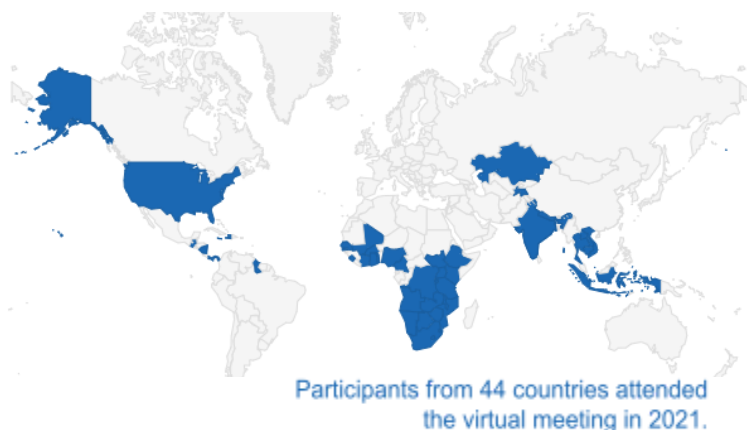 Participants from 44 countries attended
the virtual meeting in 2021.